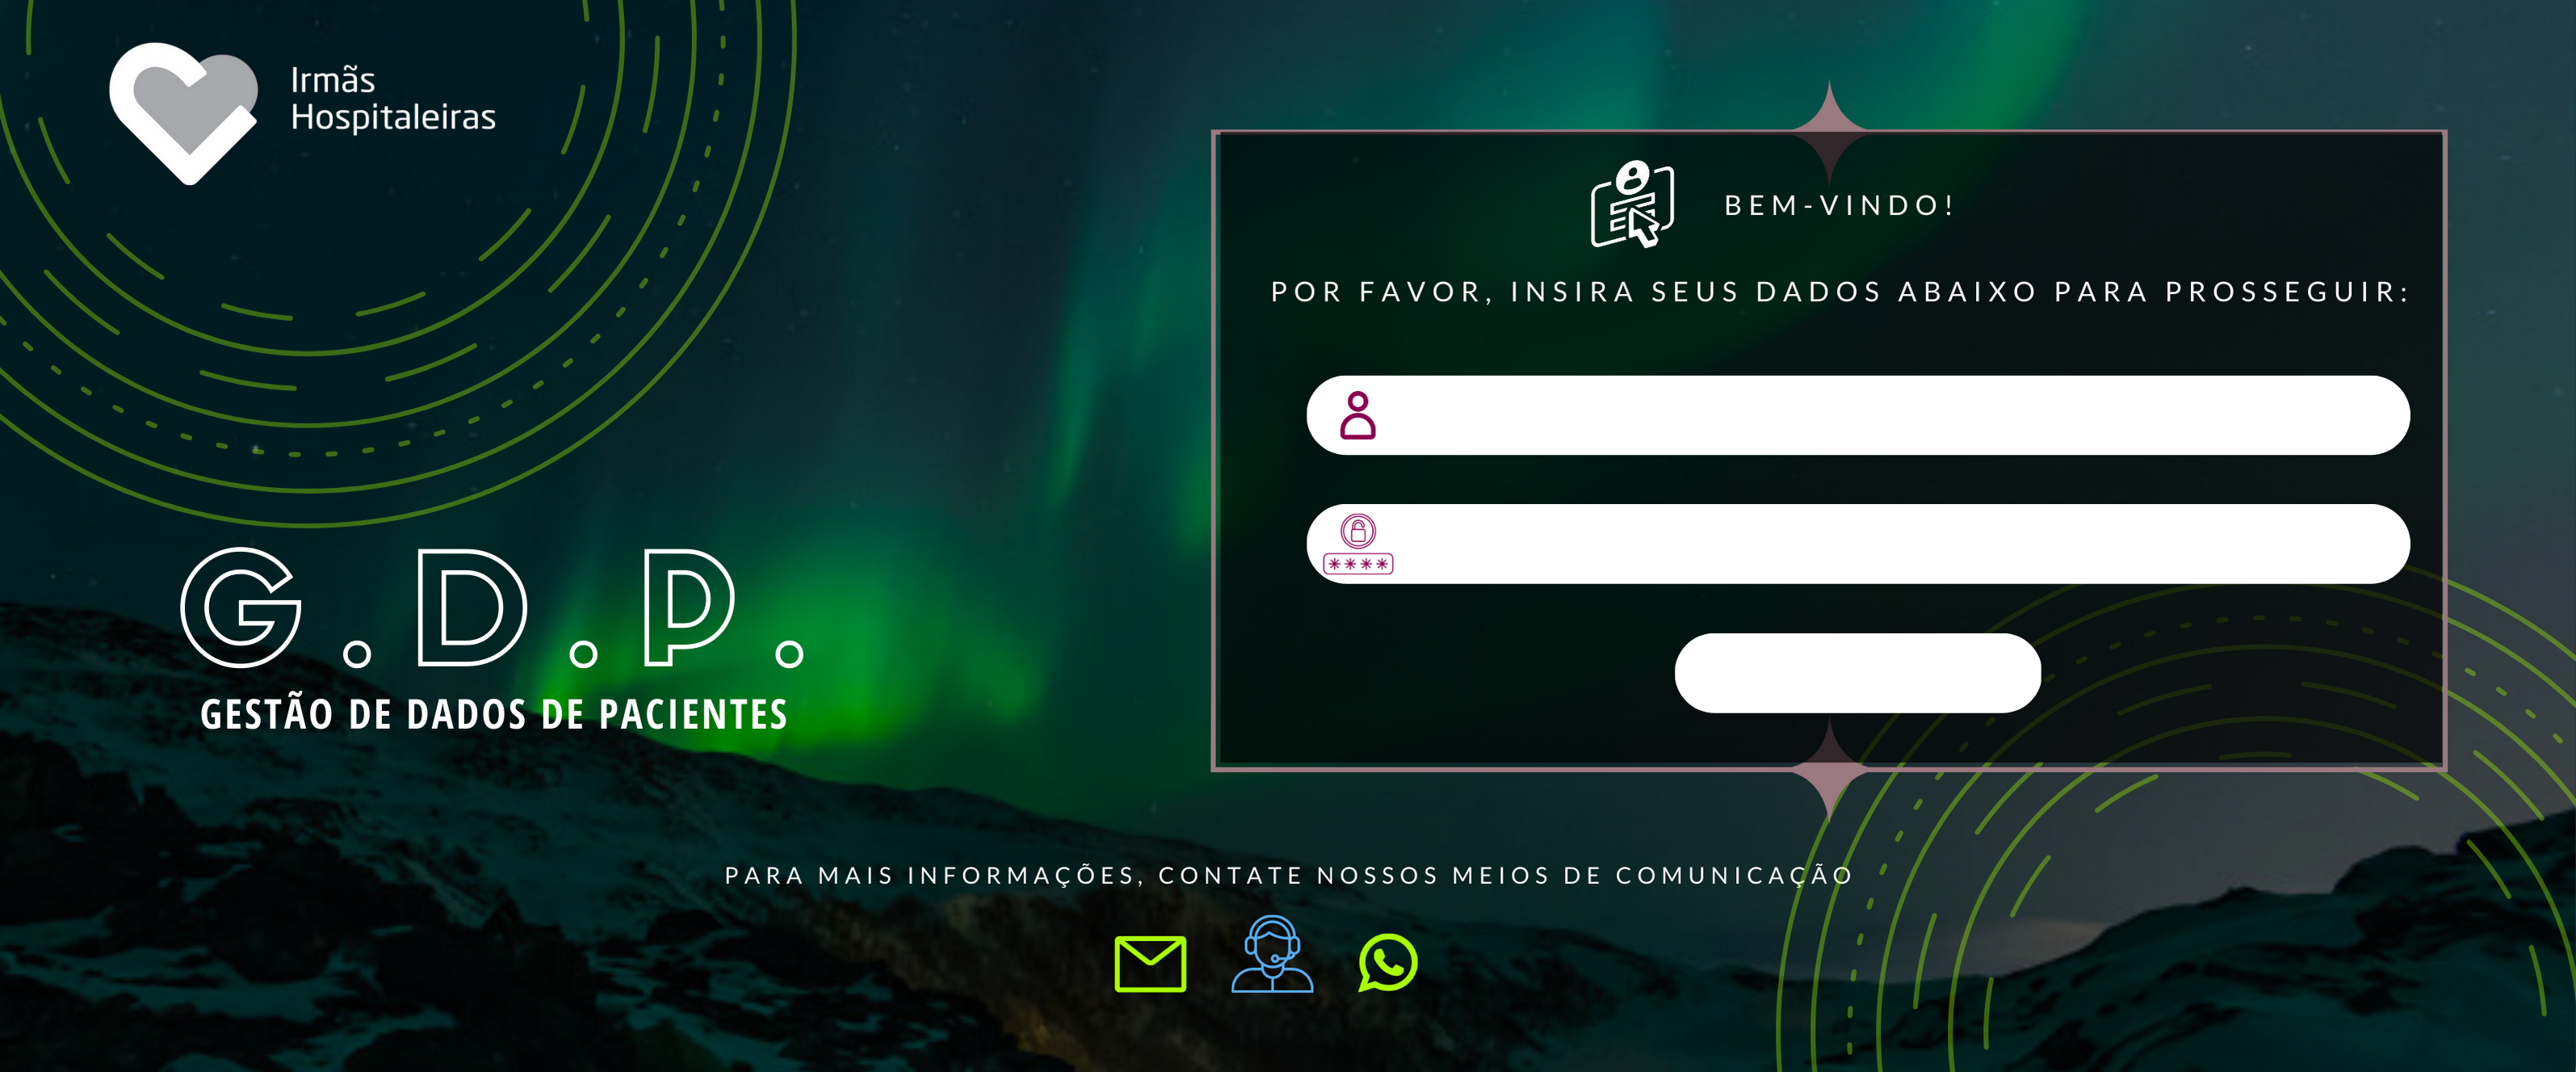 Irmãs
Hospitaleiras
BEM-VINDO!
POR FAVOR, INSIRA SEUS DADOS ABAIXO PARA PROSSEGUIR:
****
G.D.P.
GESTÃO DE DADOS DE PACIENTES
PARA MAIS INFORMAÇÕES, CONTATE NOSSOS MEIOS DE COMUNICAÇÃO